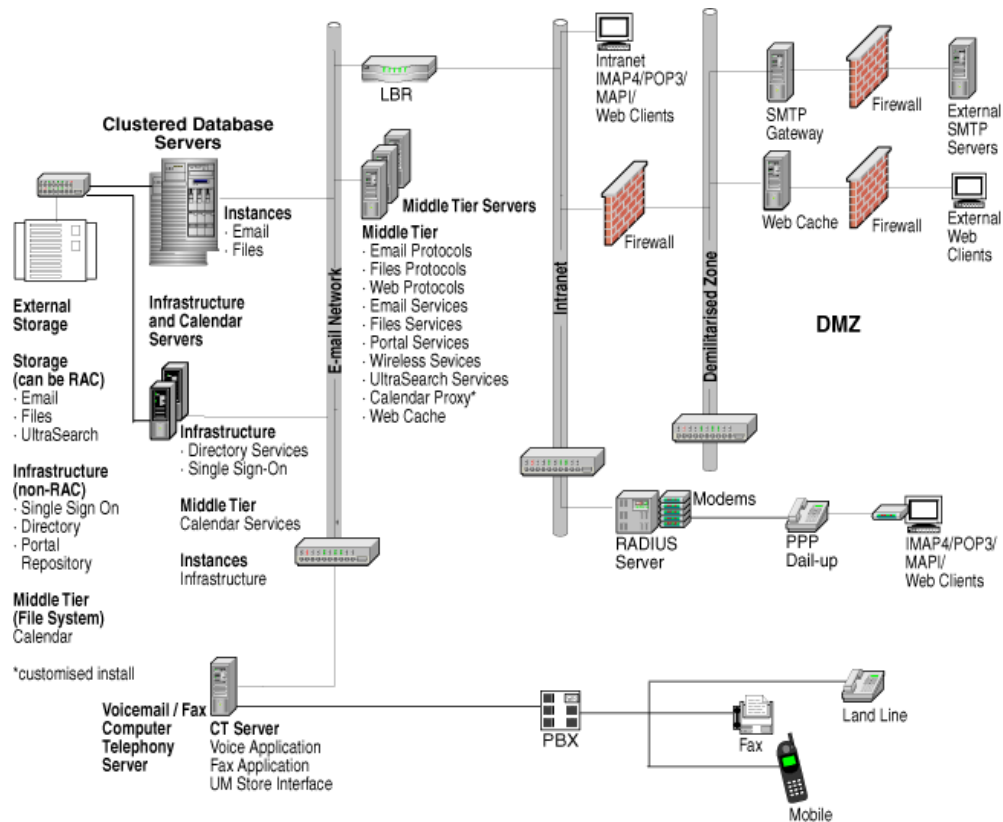 LBR
Intranet
IMAP4/POP3/
MAPI/
Web Clients
SMTP
Gateway
Firewall
External
SMTP
Servers
Clustered Database
Servers
Instances
· Email
· Files
Middle Tier Servers
Middle Tier
· Email Protocols
· Files Protocols
· Web Protocols
· Email Services
· Files Services
· Portal Services
· Wireless Sevices
· UltraSearch Services
· Calendar Proxy*
· Web Cache
Firewall
Web Cache
Firewall
External
Web
Clients
E-mail Network
Intranet
Demilitarised Zone
DMZ
External
Storage
Storage
(can be RAC)
· Email
· Files
· UltraSearch
Infrastructure
(non-RAC)
· Single Sign On
· Directory
· Portal
Repository
Middle Tier
(File System)
Calendar
*customised install
Infrastructure
and Calendar
Servers
Infrastructure
· Directory Services
· Single Sign-On
Middle Tier
Calendar Services
Instances
Infrastructure
RADIUS
Server
Modems
PPP
Dail-up
IMAP4/POP3/
MAPI/
Web Clients
Voicemail / Fax
Computer
Telephony
Server
CT Server
Voice Application
Fax Application
UM Store Interface
PBX
Fax
Land Line
Mobile